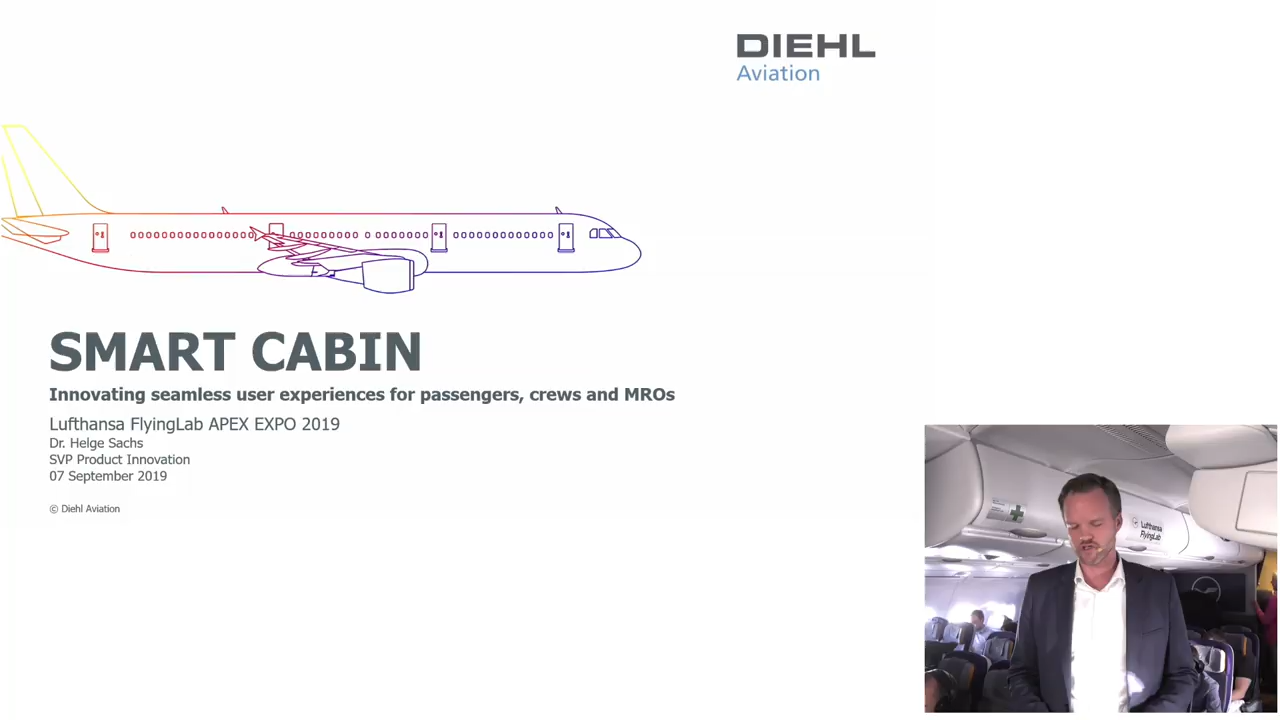 DIEHL
Aviation
SMART CABIN
Innovating seamless user experiences for passengers, crews and MROs
Lufthansa FlyingLab APEX EXPO 2019
Dr. Helge Sachs
SVP Product Innovation
07 September 2019
© Diehl Aviation
Lufthansa
FlyingLab